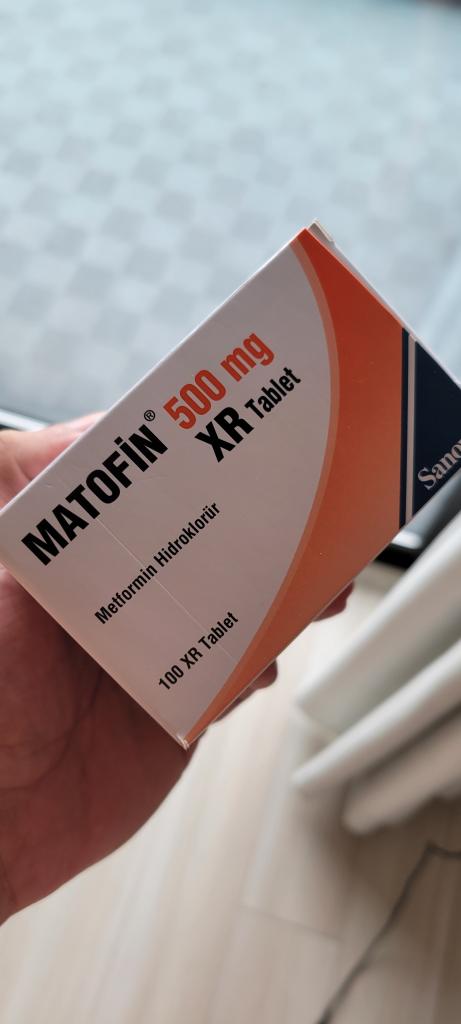 MATOFİN® 500 mg
XR Tablet
Metformin Hidroklorür
100 XR Tablet